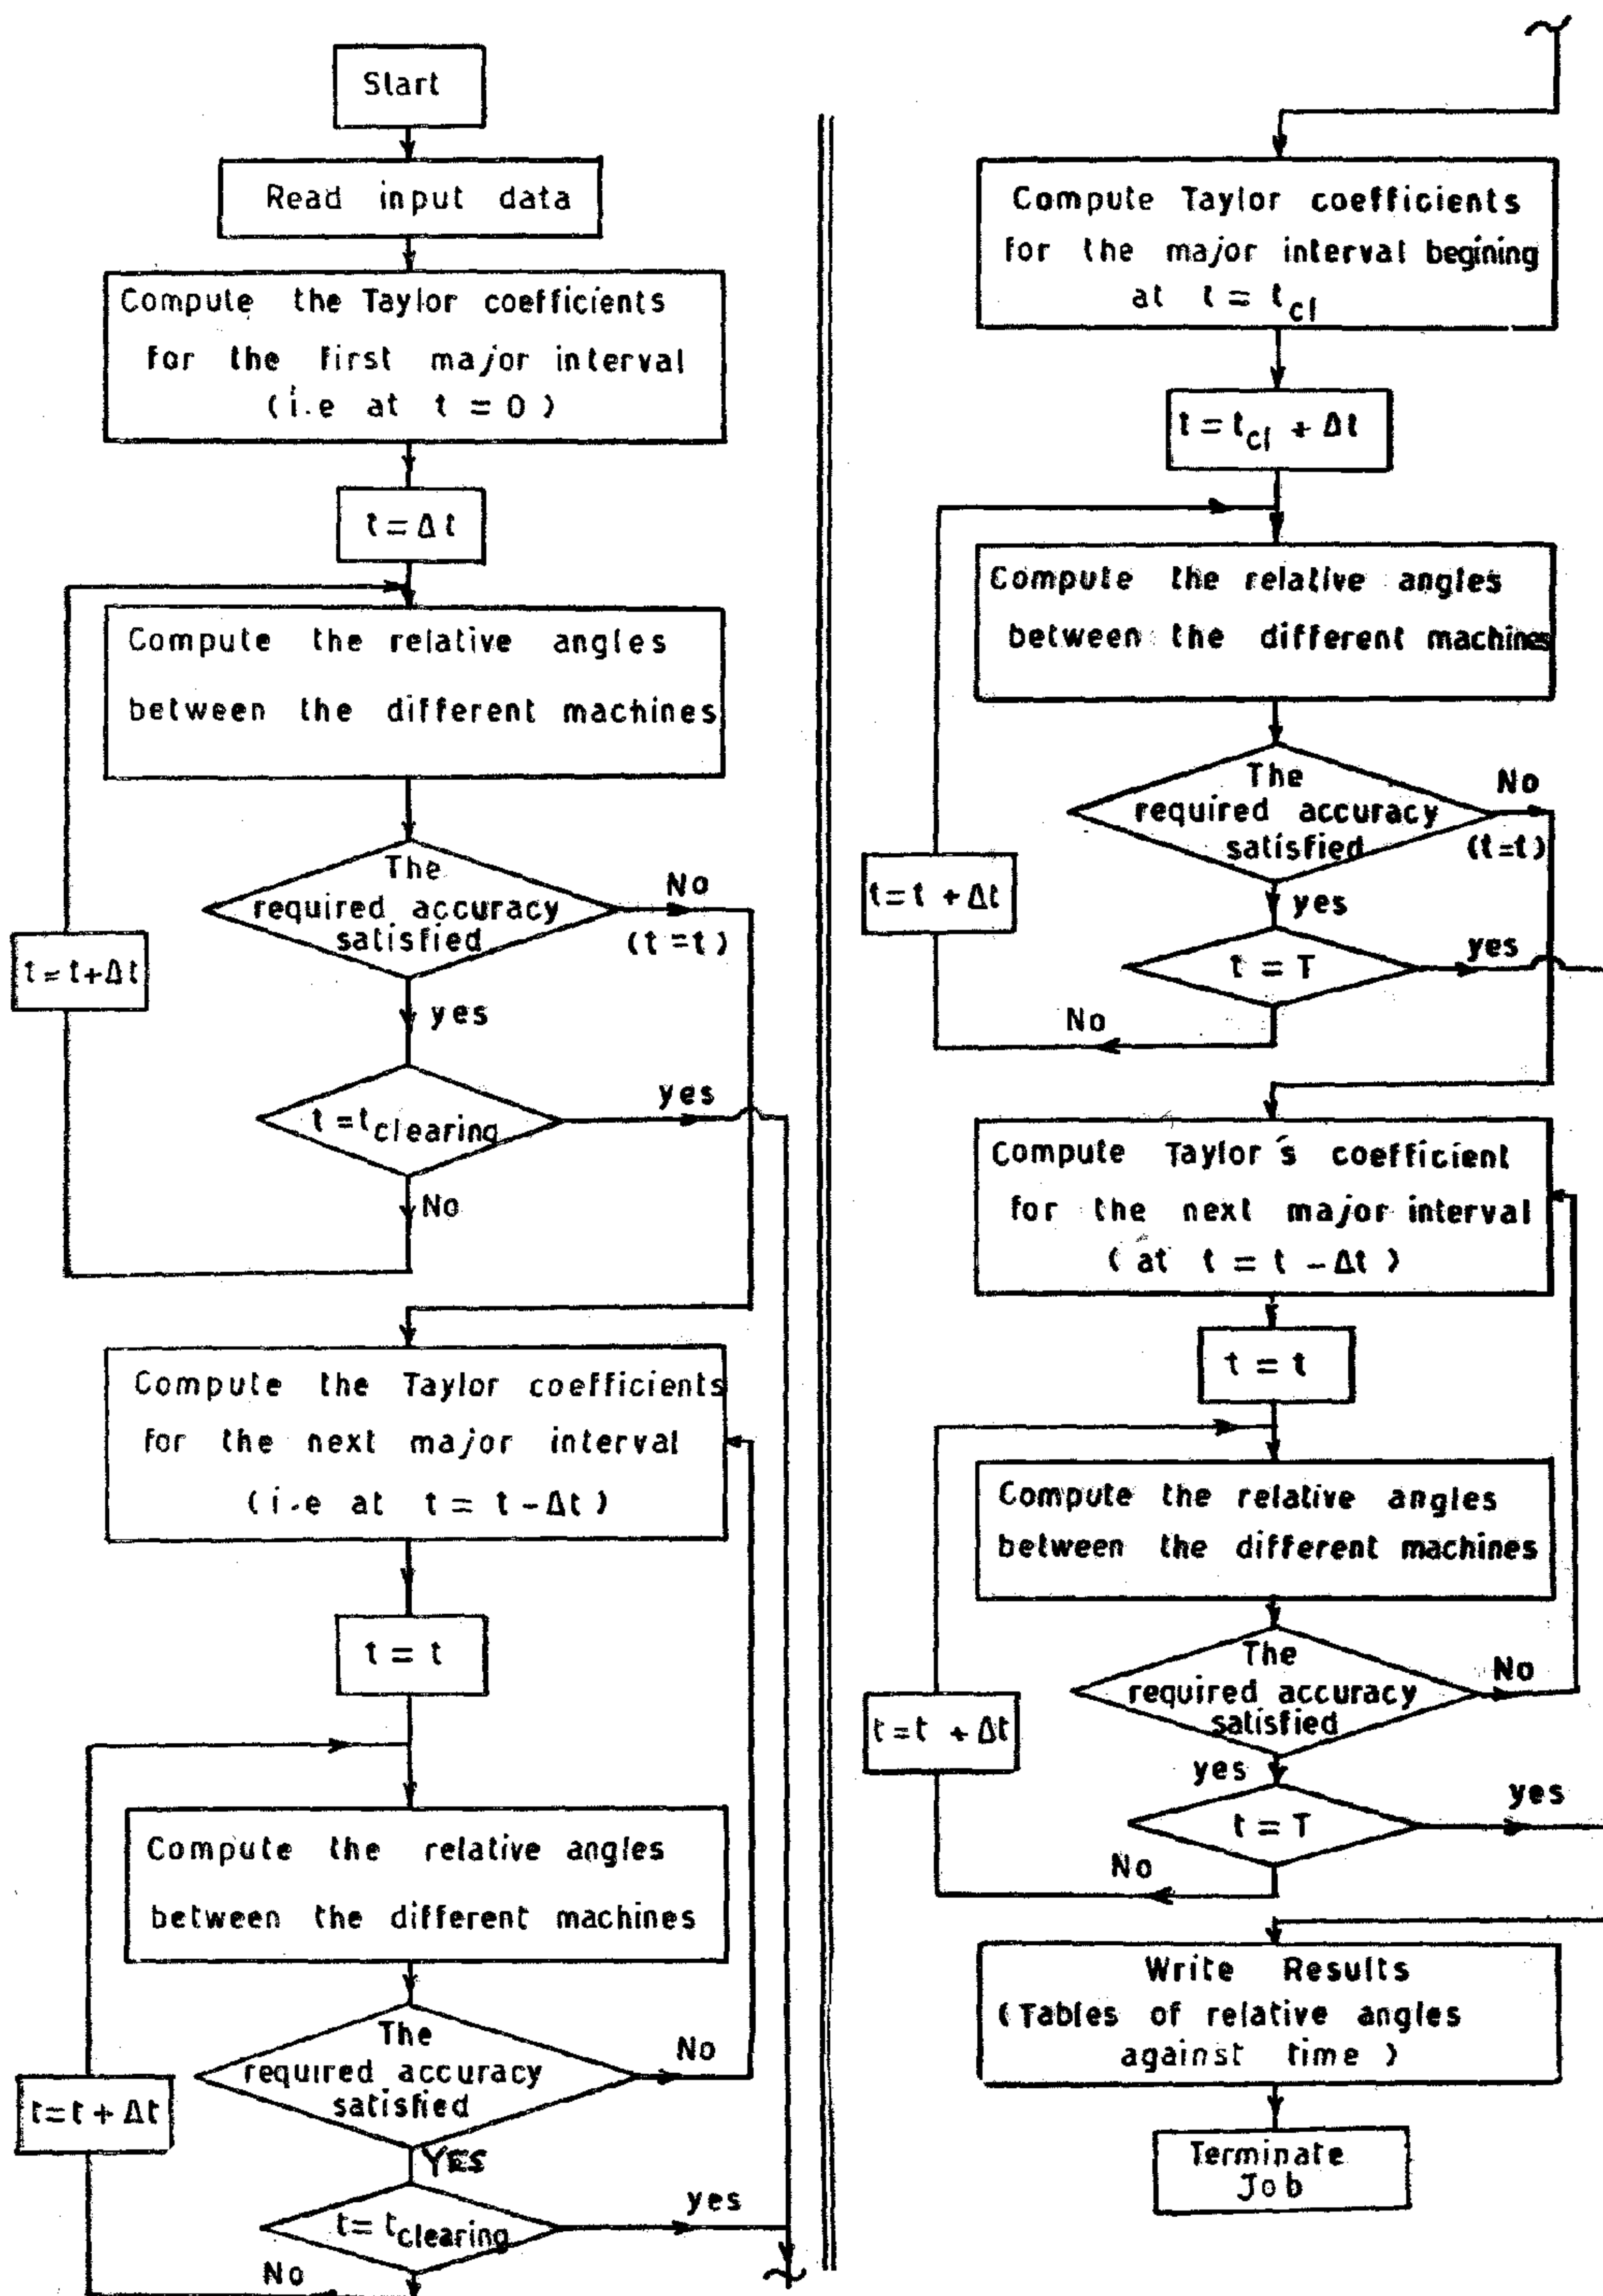 Start
Read input data
Compute the Taylor coefficients
for the first major interval
(i.e at t = 0)
t = Δt
Compute the relative angles
between the different machines
The
required accuracy
satisfied
No
(t = t)
t = t+Δt
yes
t = tclearing
yes
No
Compute the Taylor coefficients
for the next major interval
(i.e at t = t - Δt)
t = t
Compute the relative angles
between the different machines
The
required accuracy
satisfied
No
t = t + Δt
YES
t = tclearing
yes
No
Compute Taylor coefficients
for the major interval begining
at t = tcl
t = tcl + Δt
Compute the relative angles
between the different machines
The
required accuracy
satisfied
No
(t=t)
t = t + Δt
yes
t = T
yes
No
Compute Taylor's coefficient
for the next major interval
(at t = t - Δt)
t = t
Compute the relative angles
between the different machines
The
required accuracy
satisfied
No
t = t + Δt
yes
t = T
yes
No
Write Results
(Tables of relative angles
against time)
Terminate
Job